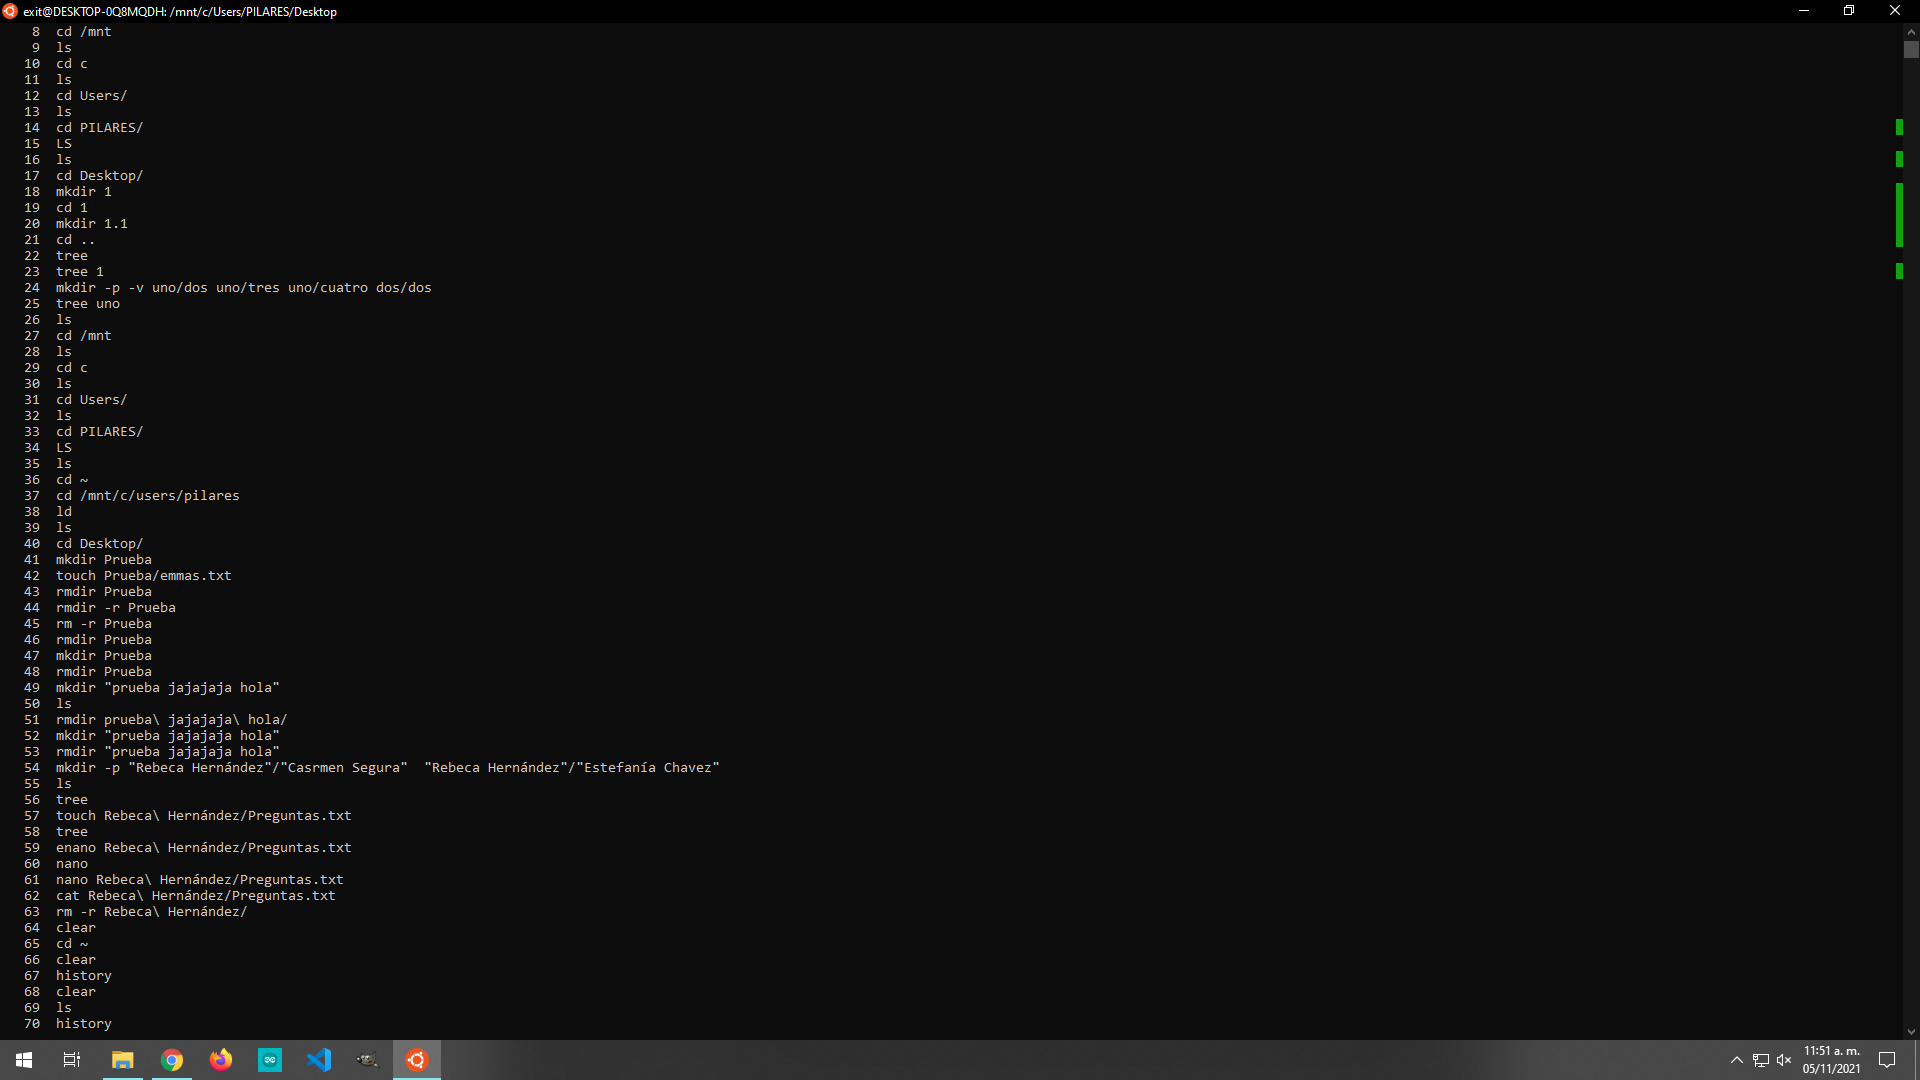 exit@DESKTOP-0Q8MQDH: /mnt/c/Users/PILARES/Desktop
8 cd /mnt
9 ls
10 cd c
11 ls
12 cd Users/
13 ls
14 cd PILARES/
15 LS
16 ls
17 cd Desktop/
18 mkdir 1
19 cd 1
20 mkdir 1.1
21 cd ..
22 tree
23 tree 1
24 mkdir -p -v uno/dos uno/tres uno/cuatro dos/dos
25 tree uno
26 ls
27 cd /mnt
28 ls
29 cd c
30 ls
31 cd Users/
32 ls
33 cd PILARES/
34 LS
35 ls
36 cd ~
37 cd /mnt/c/users/pilares
38 ld
39 ls
40 cd Desktop/
41 mkdir Prueba
42 touch Prueba/emmas.txt
43 rmdir Prueba
44 rmdir -r Prueba
45 rm -r Prueba
46 rmdir Prueba
47 mkdir Prueba
48 rmdir Prueba
49 mkdir "prueba jajajaja hola"
50 ls
51 rmdir prueba\ jajajaja\ hola/
52 mkdir "prueba jajajaja hola"
53 rmdir "prueba jajajaja hola"
54 mkdir -p "Rebeca Hernández"/"Casrmen Segura"  "Rebeca Hernández"/"Estefanía Chavez"
55 ls
56 tree
57 touch Rebeca\ Hernández/Preguntas.txt
58 tree
59 enano Rebeca\ Hernández/Preguntas.txt
60 nano
61 nano Rebeca\ Hernández/Preguntas.txt
62 cat Rebeca\ Hernández/Preguntas.txt
63 rm -r Rebeca\ Hernández/
64 clear
65 cd ~
66 clear
67 history
68 clear
69 ls
70 history
11:51 a. m.
05/11/2021